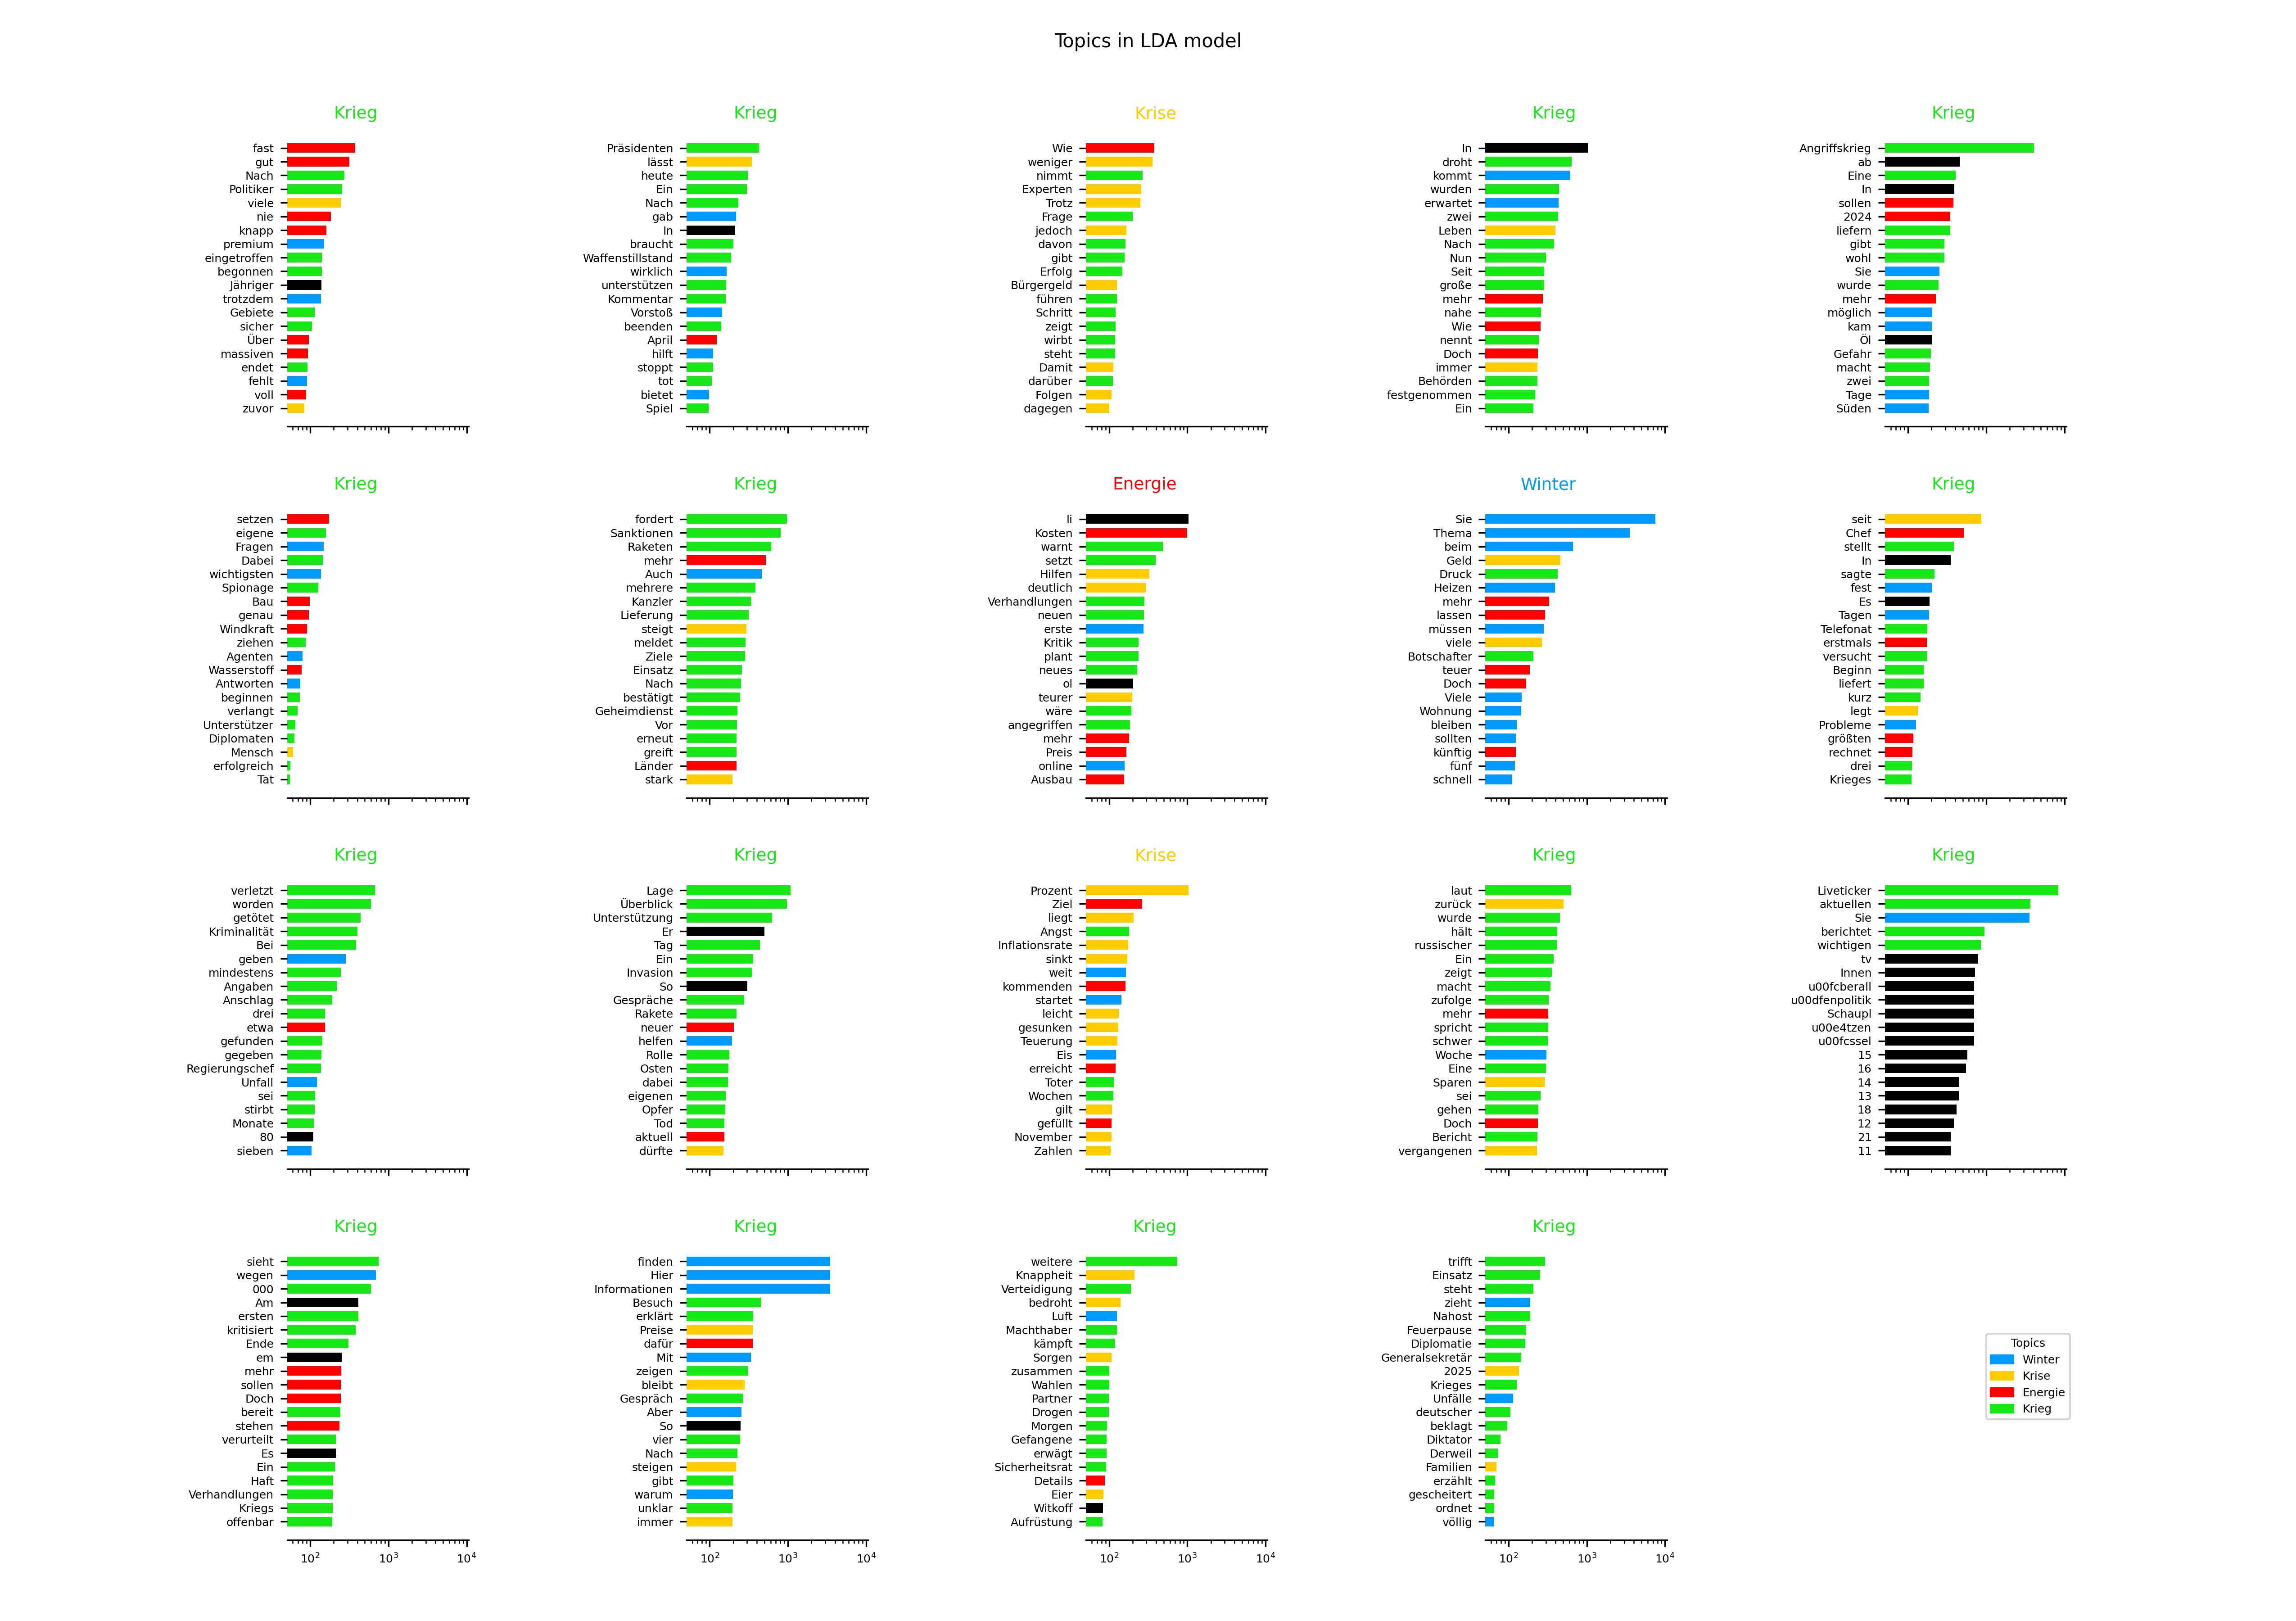 Topics in LDA model
Krieg
fast
gut
Nach
Politiker
viele
nie
knapp
premium
eingetroffen
begonnen
Jähriger
trotzdem
Gebiete
sicher
Über
massiven
endet
fehlt
voll
zuvor
Krieg
Präsidenten
lässt
heute
Ein
Nach
gab
In
braucht
Waffenstillstand
wirklich
unterstützen
Kommentar
Vorstoß
beenden
April
hilft
stoppt
tot
bietet
Spiel
Krise
Wie
weniger
nimmt
Experten
Trotz
Frage
jedoch
davon
gibt
Erfolg
Bürgergeld
führen
Schritt
zeigt
wirbt
steht
Damit
darüber
Folgen
dagegen
Krieg
In
droht
kommt
wurden
erwartet
zwei
Leben
Nach
Nun
Seit
große
mehr
nahe
Wie
nennt
Doch
immer
Behörden
festgenommen
Ein
Krieg
Angriffskrieg
ab
Eine
In
sollen
2024
liefern
gibt
wohl
Sie
wurde
mehr
möglich
kam
Öl
Gefahr
macht
zwei
Tage
Süden
Krieg
setzen
eigene
Fragen
Dabei
wichtigsten
Spionage
Bau
genau
Windkraft
ziehen
Agenten
Wasserstoff
Antworten
beginnen
verlangt
Unterstützer
Diplomaten
Mensch
erfolgreich
Tat
Krieg
fordert
Sanktionen
Raketen
mehr
Auch
mehrere
Kanzler
Lieferung
steigt
meldet
Ziele
Einsatz
Nach
bestätigt
Geheimdienst
Vor
erneut
greift
Länder
stark
Energie
li
Kosten
warnt
setzt
Hilfen
deutlich
Verhandlungen
neuen
erste
Kritik
plant
neues
ol
teurer
wäre
angegriffen
mehr
Preis
online
Ausbau
Winter
Sie
Thema
beim
Geld
Druck
Heizen
mehr
lassen
müssen
viele
Botschafter
teuer
Doch
Viele
Wohnung
bleiben
sollten
künftig
fünf
schnell
Krieg
seit
Chef
stellt
In
sagte
fest
Es
Tagen
Telefonat
erstmals
versucht
Beginn
liefert
kurz
legt
Probleme
größten
rechnet
drei
Krieges
Krieg
verletzt
worden
getötet
Kriminalität
Bei
geben
mindestens
Angaben
Anschlag
drei
etwa
gefunden
gegeben
Regierungschef
Unfall
sei
stirbt
Monate
80
sieben
Krieg
Lage
Überblick
Unterstützung
Er
Tag
Ein
Invasion
So
Gespräche
Rakete
neuer
helfen
Rolle
Osten
dabei
eigenen
Opfer
Tod
aktuell
dürfte
Krise
Prozent
Ziel
liegt
Angst
Inflationsrate
sinkt
weit
kommenden
startet
leicht
gesunken
Teuerung
Eis
erreicht
Toter
Wochen
gilt
gefüllt
November
Zahlen
Krieg
laut
zurück
wurde
hält
russischer
Ein
zeigt
macht
zufolge
mehr
spricht
schwer
Woche
Eine
Sparen
sei
gehen
Doch
Bericht
vergangenen
Krieg
Liveticker
aktuellen
Sie
berichtet
wichtigen
tv
Innen
u00fcberall
u00dfenpolitik
Schaupl
u00e4tzen
u00fcssel
15
16
14
13
18
12
21
11
Krieg
sieht
wegen
000
Am
ersten
kritisiert
Ende
em
mehr
sollen
Doch
bereit
stehen
verurteilt
Es
Ein
Haft
Verhandlungen
Kriegs
offenbar
10² 10³ 10⁴
Krieg
finden
Hier
Informationen
Besuch
erklärt
Preise
dafür
Mit
zeigen
bleibt
Gespräch
Aber
So
vier
Nach
steigen
gibt
warum
unklar
immer
10² 10³ 10⁴
Krieg
weitere
Knappheit
Verteidigung
bedroht
Luft
Machthaber
kämpft
Sorgen
zusammen
Wahlen
Partner
Drogen
Morgen
Gefangene
erwägt
Sicherheitsrat
Details
Eier
Witkoff
Aufrüstung
10² 10³ 10⁴
Krieg
trifft
Einsatz
steht
zieht
Nahost
Feuerpause
Diplomatie
Generalsekretär
2025
Krieges
Unfälle
deutscher
beklagt
Diktator
Derweil
Familien
erzählt
gescheitert
ordnet
völlig
10² 10³ 10⁴
Topics
Winter
Krise
Energie
Krieg